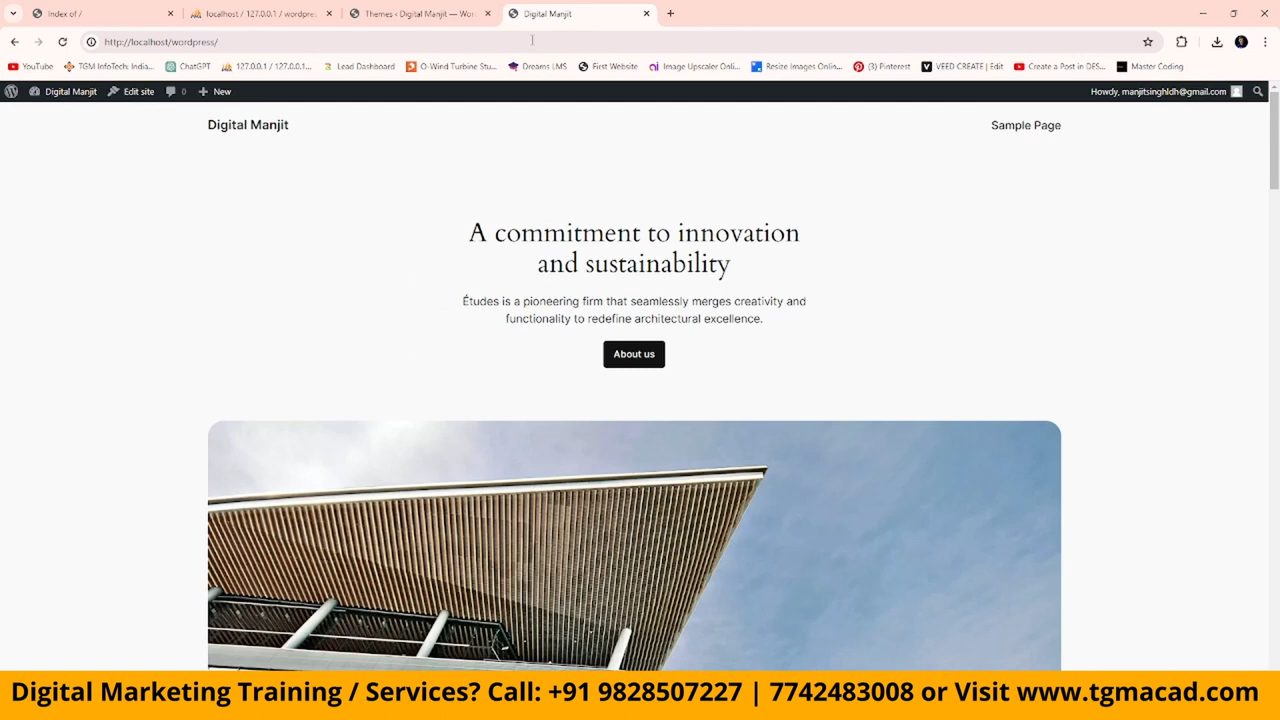 Index of /
localhost / 127.0.0.1 / wordpre
Themes ‹ Digital Manjit — Wor
Digital Manjit
http://localhost/wordpress/
YouTube
TGM InfoTech: India...
ChatGPT
127.0.0.1 / 127.0.0.1...
Lead Dashboard
O-Wind Turbine Stu...
Dreams LMS
First Website
Image Upscaler Onli...
Resize Images Onlin...
(3) Pinterest
VEED CREATE | Edit
Create a Post in DES...
Master Coding
Digital Manjit
Edit site
0
New
Howdy, manjitsinghldh@gmail.com
Digital Manjit
Sample Page
A commitment to innovation
and sustainability
Études is a pioneering firm that seamlessly merges creativity and
functionality to redefine architectural excellence.
About us
Digital Marketing Training / Services? Call: +91 9828507227 | 7742483008 or Visit www.tgmacad.com